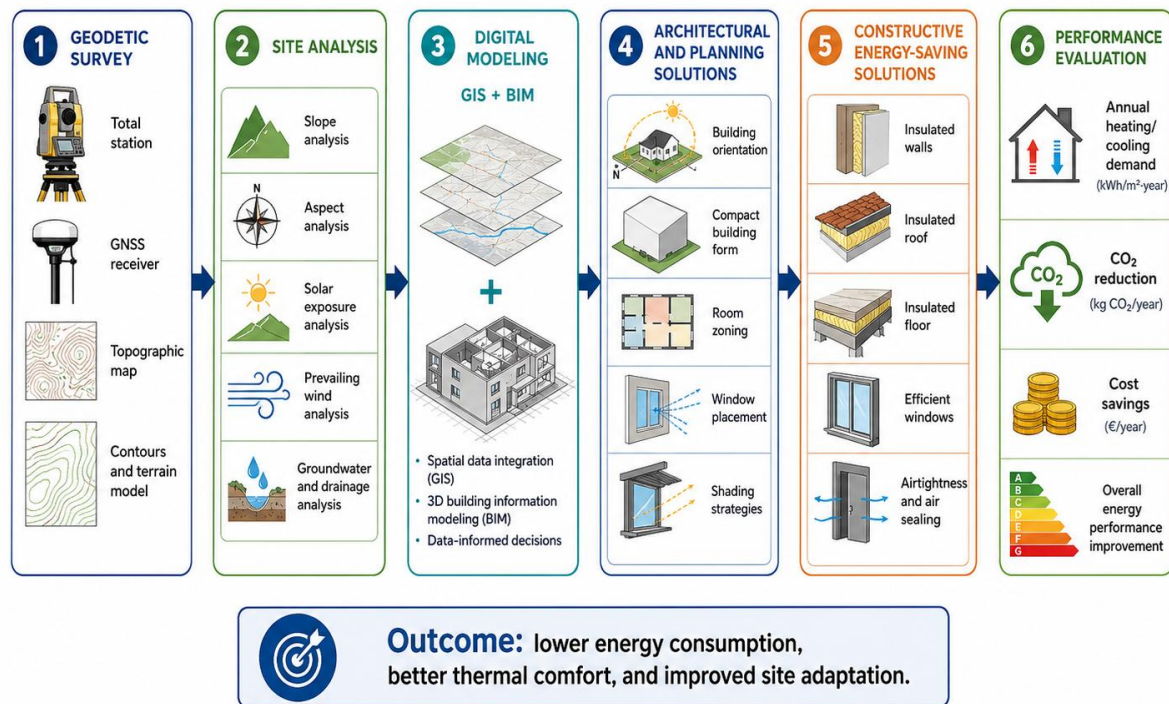 1
GEODETIC
SURVEY
Total
station
GNSS
receiver
Topographic
map
Contours
and terrain
model
2
SITE ANALYSIS
Slope
analysis
N
Aspect
analysis
Solar
exposure
analysis
Prevailing
wind
analysis
Groundwater
and drainage
analysis
3
DIGITAL
MODELING
GIS + BIM
+
• Spatial data integration
(GIS)
• 3D building information
modeling (BIM)
• Data-informed decisions
4
ARCHITECTURAL
AND PLANNING
SOLUTIONS
N
Building
orientation
Compact
building
form
Room
zoning
Window
placement
Shading
strategies
5
CONSTRUCTIVE
ENERGY-SAVING
SOLUTIONS
Insulated
walls
Insulated
roof
Insulated
floor
Efficient
windows
Airtightness
and air
sealing
6
PERFORMANCE
EVALUATION
Annual
heating/
cooling
demand
(kWh/m²·year)
CO₂
CO₂
reduction
(kg CO₂/year)
Cost
savings
(€/year)
A
B
C
D
E
F
G
Overall
energy
performance
improvement
Outcome: lower energy consumption,
better thermal comfort, and improved site adaptation.